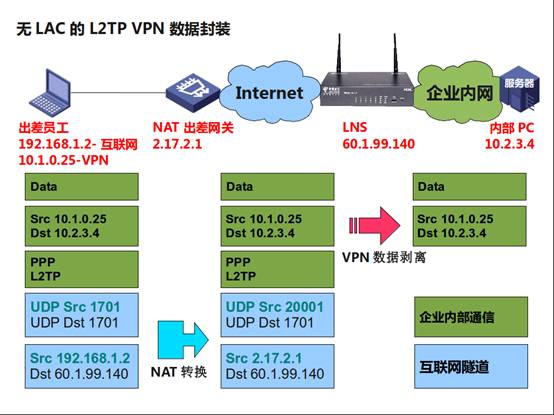 无 LAC 的 L2TP VPN 数据封装
Internet
企业内网
服务器
出差员工
192.168.1.2- 互联网
10.1.0.25-VPN
NAT 出差网关
2.17.2.1
LNS
60.1.99.140
内部 PC
10.2.3.4
Data
Src 10.1.0.25
Dst 10.2.3.4
PPP
L2TP
UDP Src 1701
UDP Dst 1701
Src 192.168.1.2
Dst 60.1.99.140
NAT 转换
Data
Src 10.1.0.25
Dst 10.2.3.4
PPP
L2TP
UDP Src 20001
UDP Dst 1701
Src 2.17.2.1
Dst 60.1.99.140
VPN 数据剥离
Data
Src 10.1.0.25
Dst 10.2.3.4
企业内部通信
互联网隧道